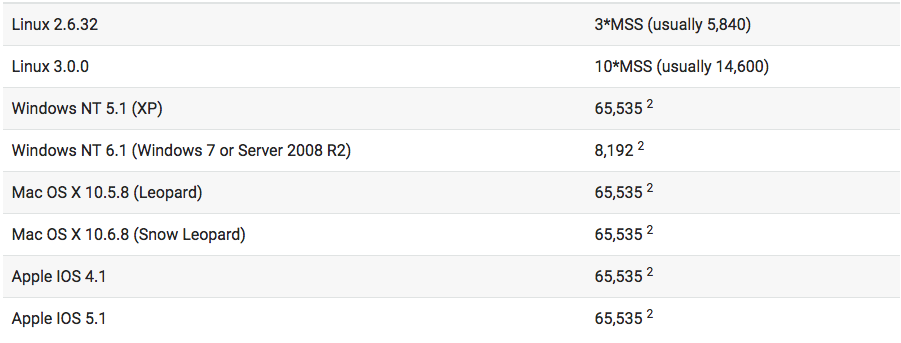 Linux 2.6.32 3*MSS (usually 5,840)
Linux 3.0.0 10*MSS (usually 14,600)
Windows NT 5.1 (XP) 65,535 2
Windows NT 6.1 (Windows 7 or Server 2008 R2) 8,192 2
Mac OS X 10.5.8 (Leopard) 65,535 2
Mac OS X 10.6.8 (Snow Leopard) 65,535 2
Apple IOS 4.1 65,535 2
Apple IOS 5.1 65,535 2